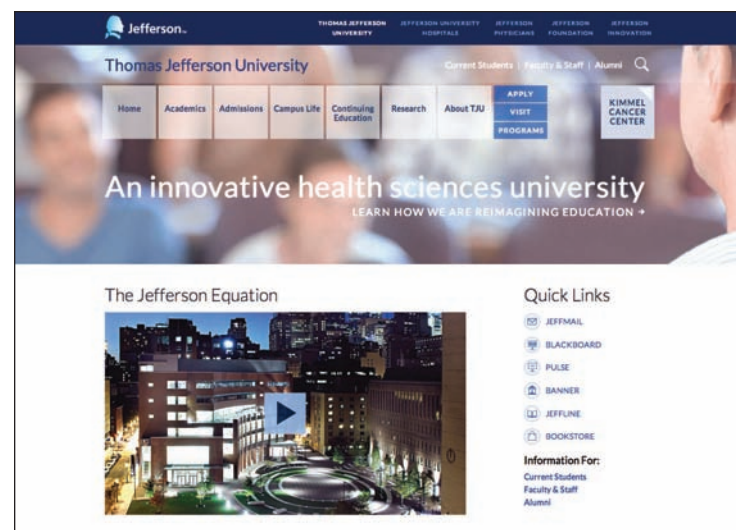 Jefferson™
THOMAS JEFFERSON
UNIVERSITY
JEFFERSON UNIVERSITY
HOSPITALS
JEFFERSON
PHYSICIANS
JEFFERSON
FOUNDATION
JEFFERSON
INNOVATION
Thomas Jefferson University
Current Students | Faculty & Staff | Alumni
Home
Academics
Admissions
Campus Life
Continuing
Education
Research
About TJU
APPLY
VISIT
PROGRAMS
KIMMEL
CANCER
CENTER
An innovative health sciences university
LEARN HOW WE ARE REIMAGINING EDUCATION →
The Jefferson Equation
Quick Links
JEFFMAIL
BLACKBOARD
PULSE
BANNER
JEFFLINE
BOOKSTORE
Information For:
Current Students
Faculty & Staff
Alumni